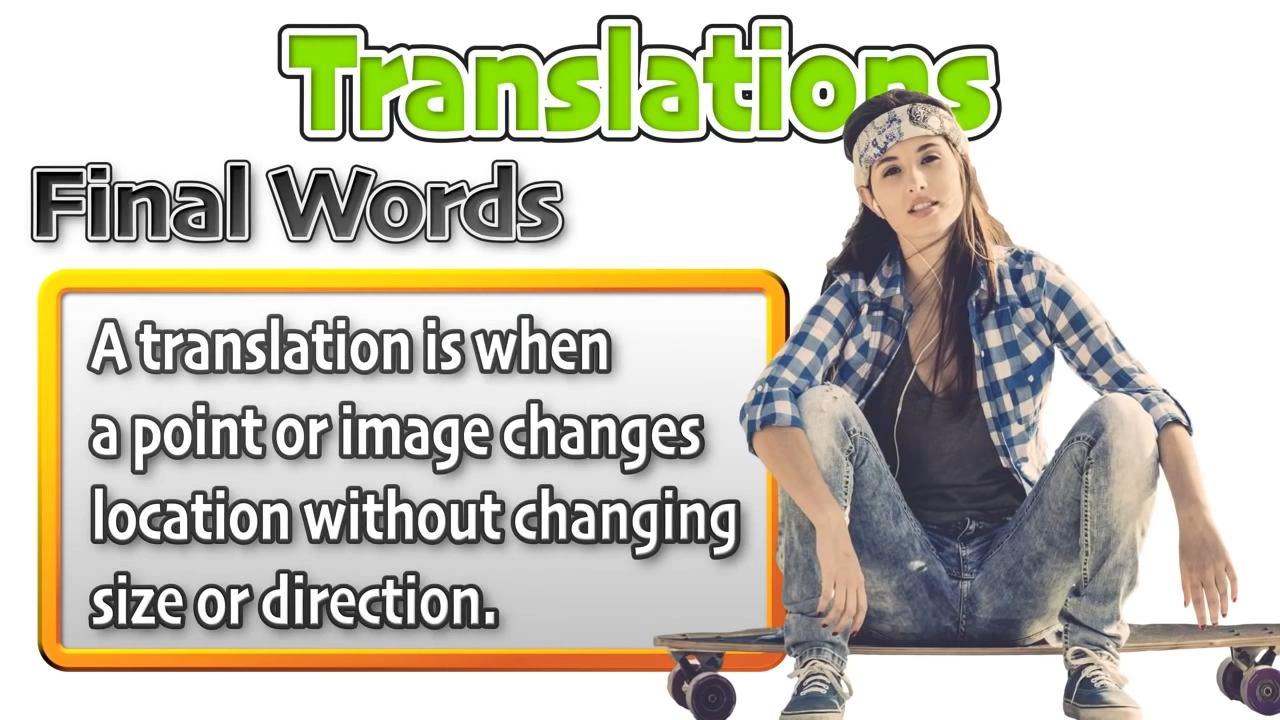 Translations
Final Words
A translation is when
a point or image changes
location without changing
size or direction.